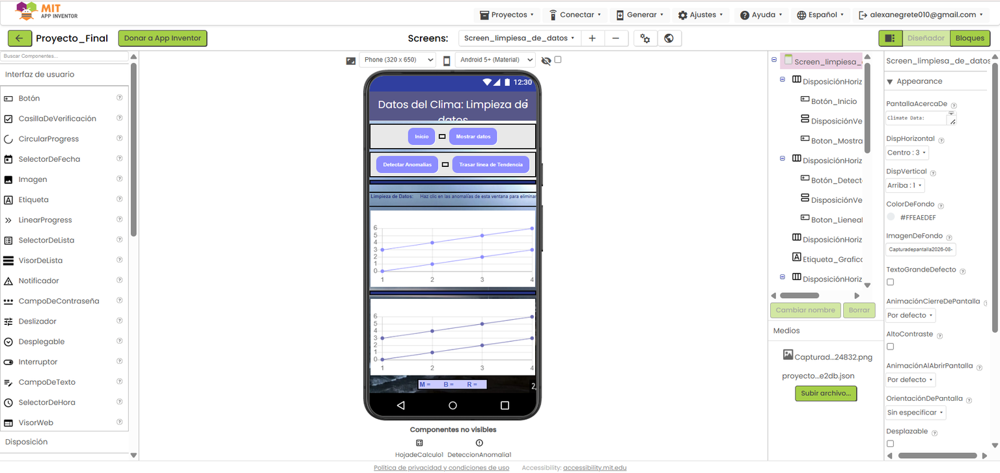 MIT
APP INVENTOR
Proyectos
Conectar
Generar
Ajustes
Ayuda
Español
alexanegrete010@gmail.com
Proyecto_Final
Donar a App Inventor
Screens:
Screen_limpiesa_de_datos
Diseñador
Bloques
Buscar Componentes...
Interfaz de usuario
Botón
CasillaDeVerificación
CircularProgress
SelectorDeFecha
Imagen
Etiqueta
LinearProgress
SelectorDeLista
VisorDeLista
Notificador
CampoDeContraseña
Deslizador
Desplegable
Interruptor
CampoDeTexto
SelectorDeHora
VisorWeb
Disposición
Phone (320 x 650)
Android 5+ (Material)
12:30
Datos del Clima: Limpieza de
datos
Inicio
Mostrar datos
Detectar Anomalias
Trasar linea de Tendencia
Limpieza de Datos: Haz clic en las anomalías de esta ventana para eliminar
6
5
4
3
2
1
0
1 2 3 4
6
5
4
3
2
1
0
1 2 3 4
M = B = R =
2,
Componentes no visibles
HojadeCalculo1
DeteccionAnomalia1
Screen_limpiesa_
DisposiciónHoriz
Botón_Inicio
DisposiciónVe
Boton_Mostra
DisposiciónHoriz
Botón_Detect
DisposiciónVe
Boton_Lieneal
DisposiciónHoriz
Etiqueta_Grafico
DisposiciónHoriz
Cambiar nombre
Borrar
Medios
Capturad...24832.png
proyecto...e2db.json
Subir archivo...
Screen_limpiesa_de_datos
Appearance
PantallaAcercaDe
Climate Data:
DispHorizontal
Centro : 3
DispVertical
Arriba : 1
ColorDeFondo
#FFEAEDEF
ImagenDeFondo
Capturadepantalla2026-08-
TextoGrandeDefecto
AnimaciónCierreDePantalla
Por defecto
AltoContraste
AnimaciónAlAbrirPantalla
Por defecto
OrientaciónDePantalla
Sin especificar
Desplazable
Política de privacidad y condiciones de uso
Accessibility: accessibility.mit.edu